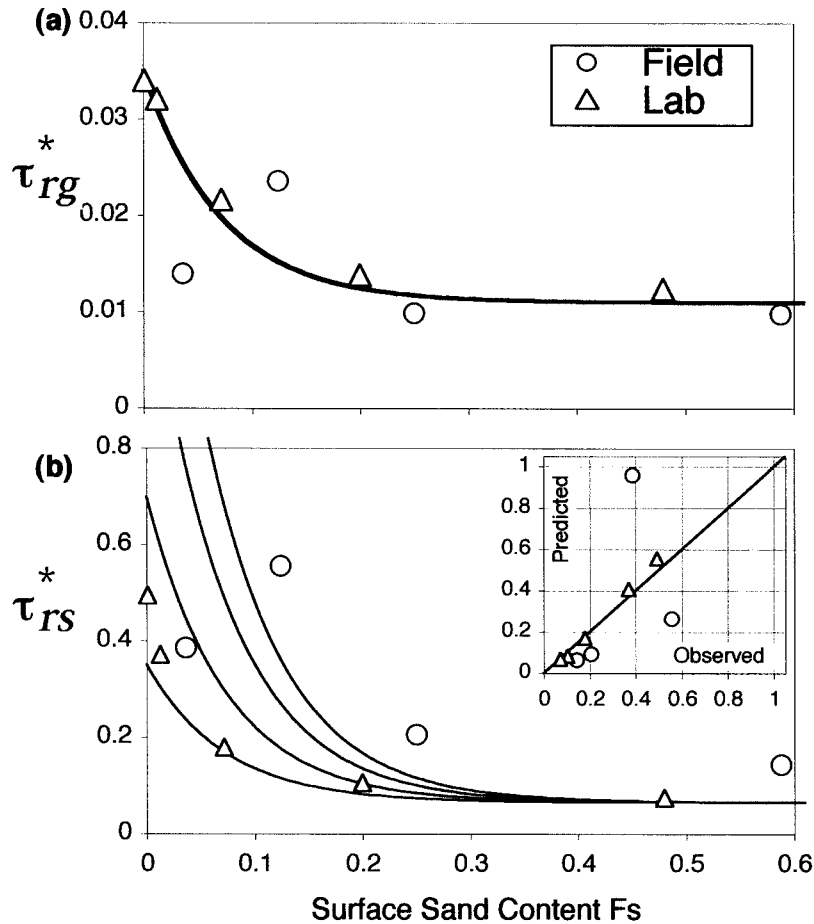 (a)
0.04
0.03
0.02
0.01
0
τ*rg
Field
Lab
(b)
0.8
0.6
0.4
0.2
0
τ*rs
0 0.1 0.2 0.3 0.4 0.5 0.6
Surface Sand Content Fs
1
0.8
0.6
0.4
0.2
0
Predicted
Observed
0 0.2 0.4 0.6 0.8 1